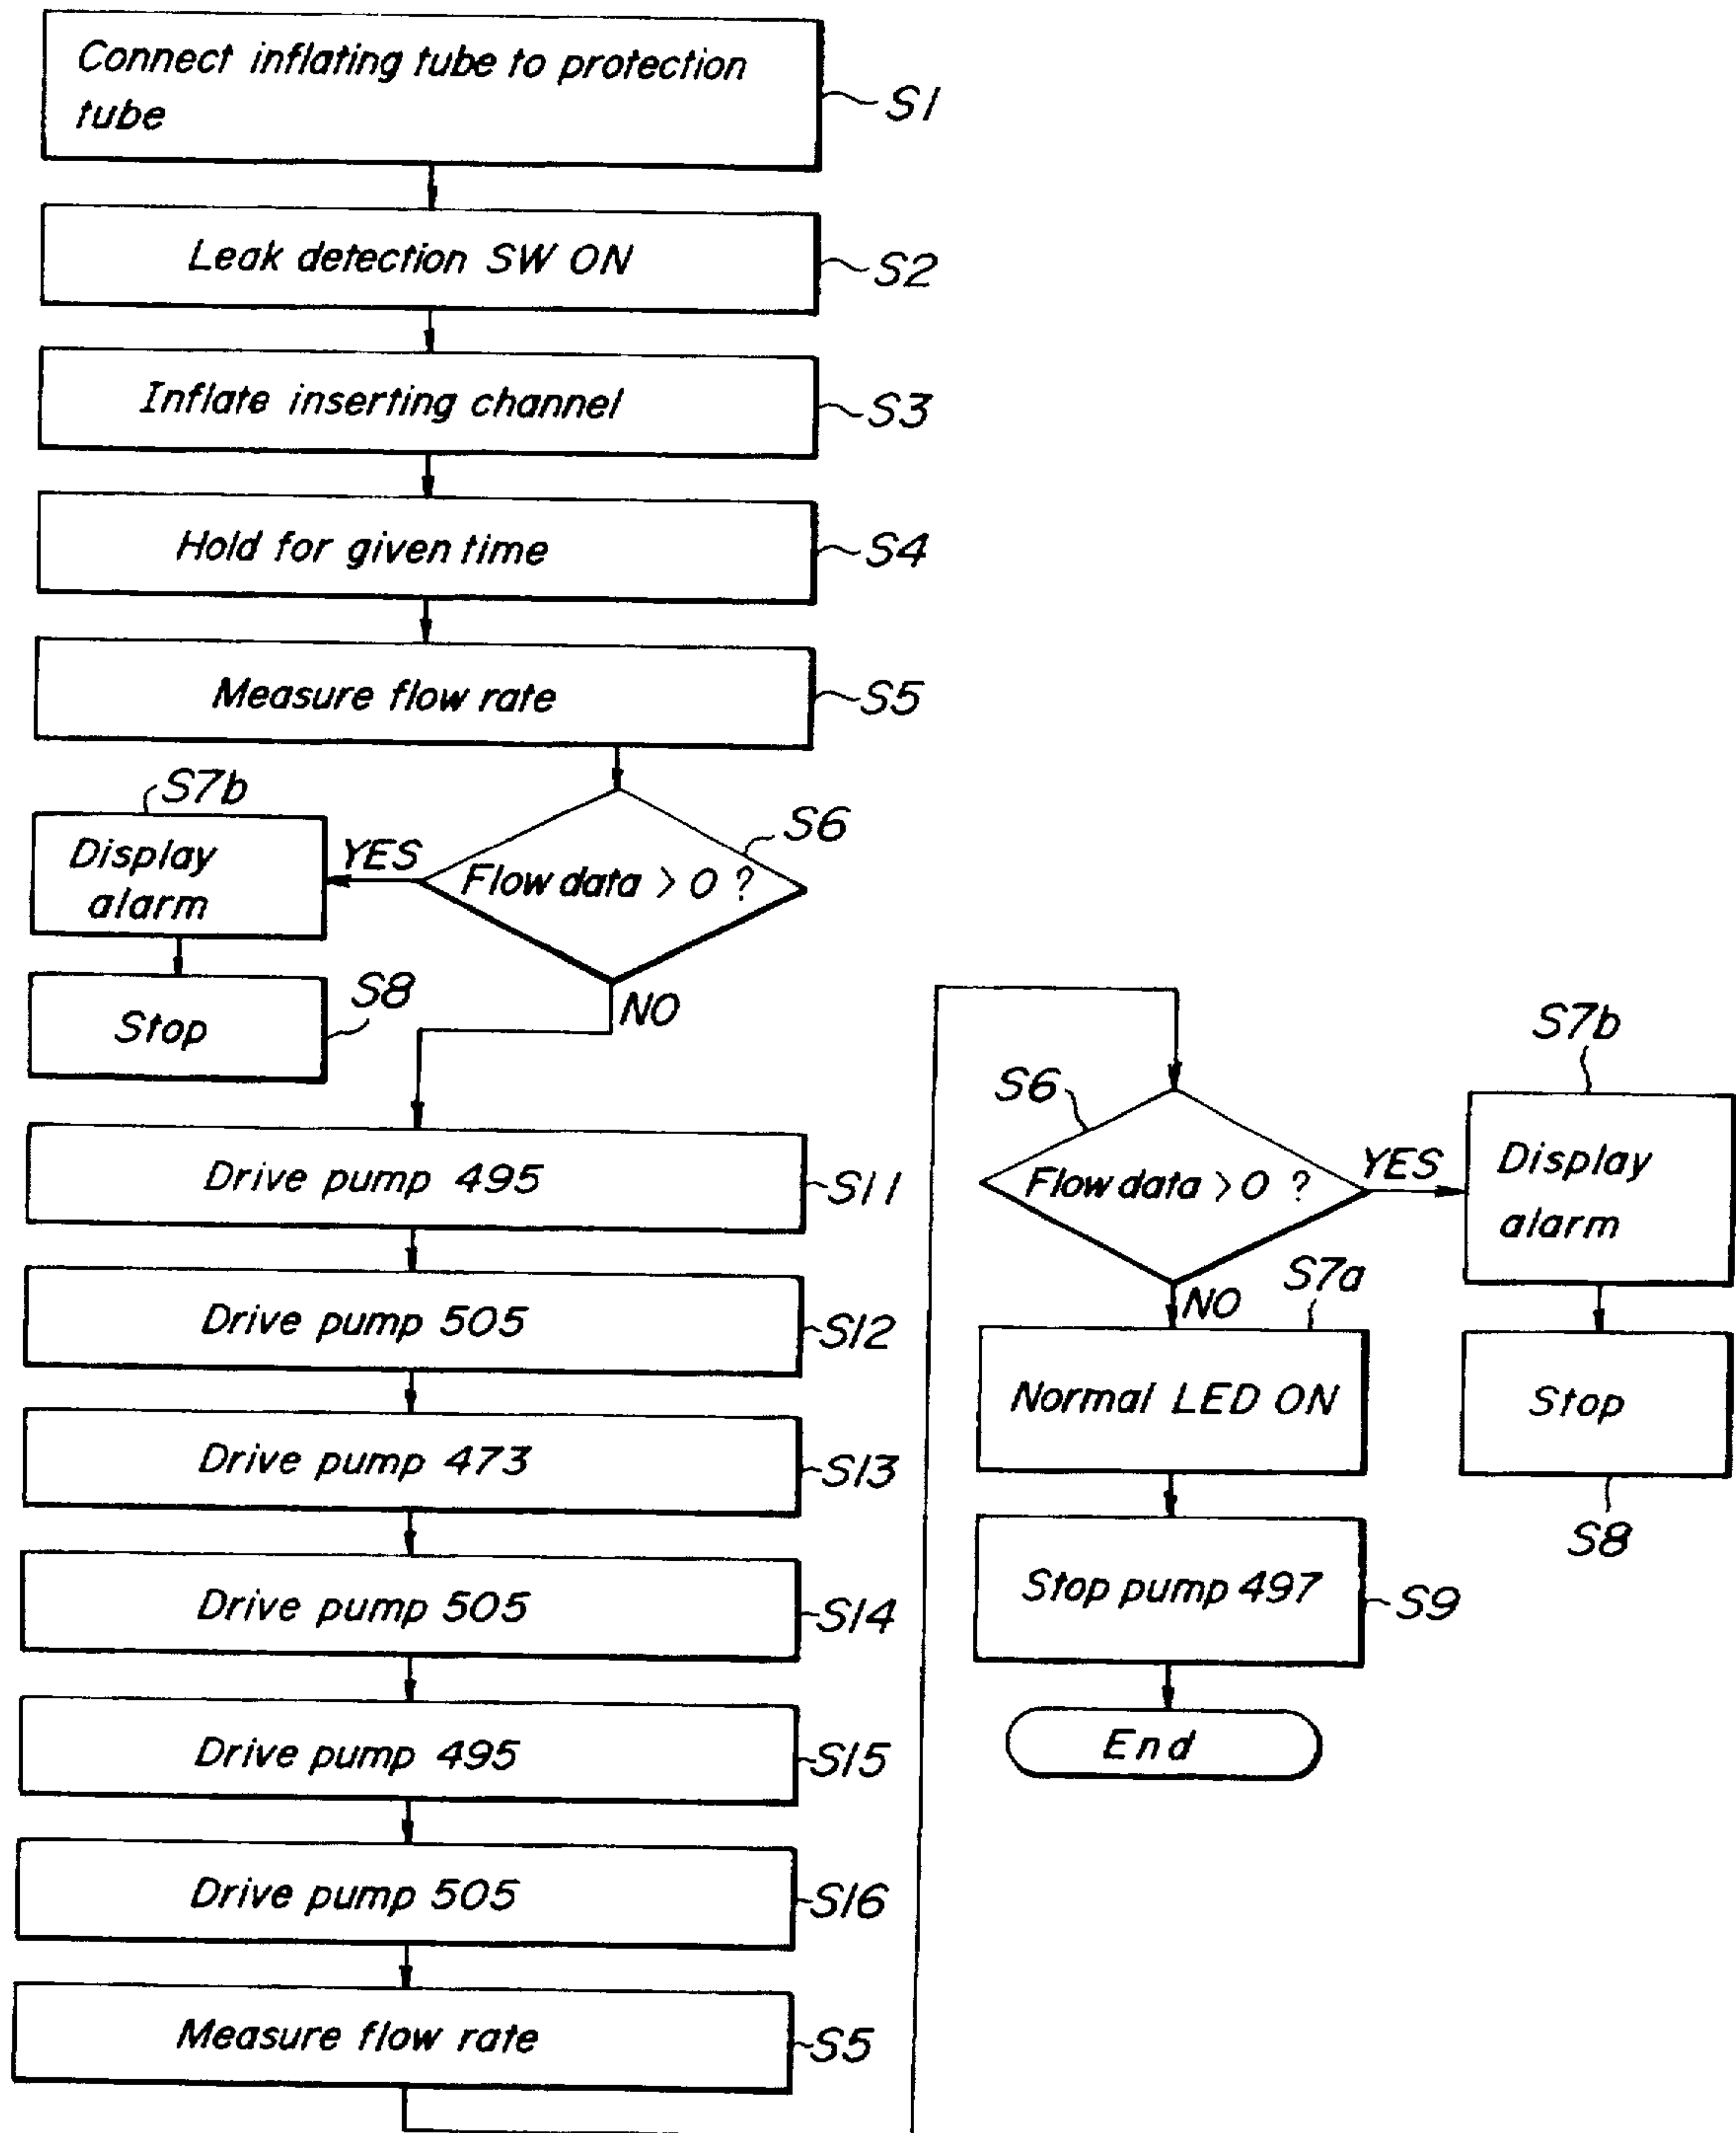 Connect inflating tube to protection
tube
S1
Leak detection SW ON
S2
Inflate inserting channel
S3
Hold for given time
S4
Measure flow rate
S5
S7b
Display
alarm
YES
Flow data > 0 ?
S6
Stop
S8
NO
Drive pump 495
S11
Drive pump 505
S12
Drive pump 473
S13
Drive pump 505
S14
Drive pump 495
S15
Drive pump 505
S16
Measure flow rate
S5
S6
Flow data > 0 ?
YES
S7b
Display
alarm
NO
S7a
Normal LED ON
Stop
S8
Stop pump 497
S9
End